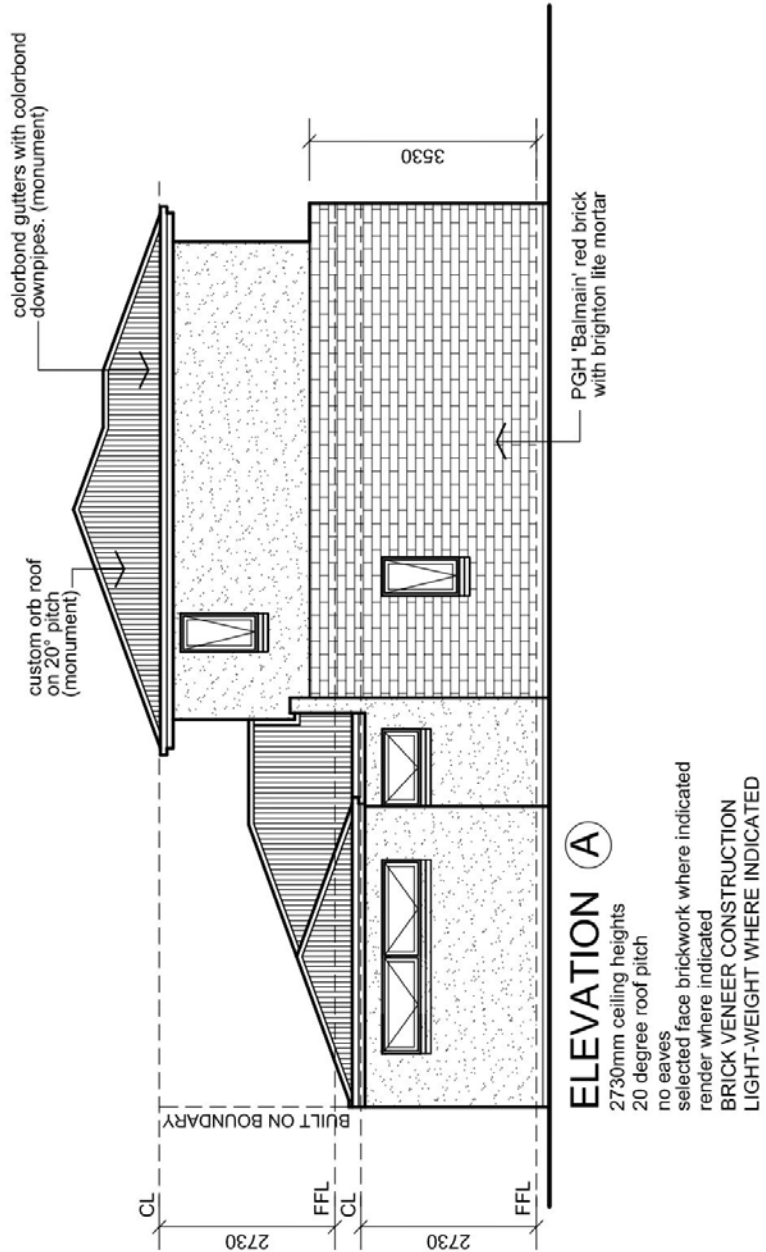 colorbond gutters with colorbond
downpipes. (monument)
custom orb roof
on 20° pitch
(monument)
CL
2730
FFL
CL
2730
FFL
BUILT ON BOUNDARY
3530
PGH 'Balmain' red brick
with brighton lite mortar
ELEVATION A
2730mm ceiling heights
20 degree roof pitch
no eaves
selected face brickwork where indicated
render where indicated
BRICK VENEER CONSTRUCTION
LIGHT-WEIGHT WHERE INDICATED